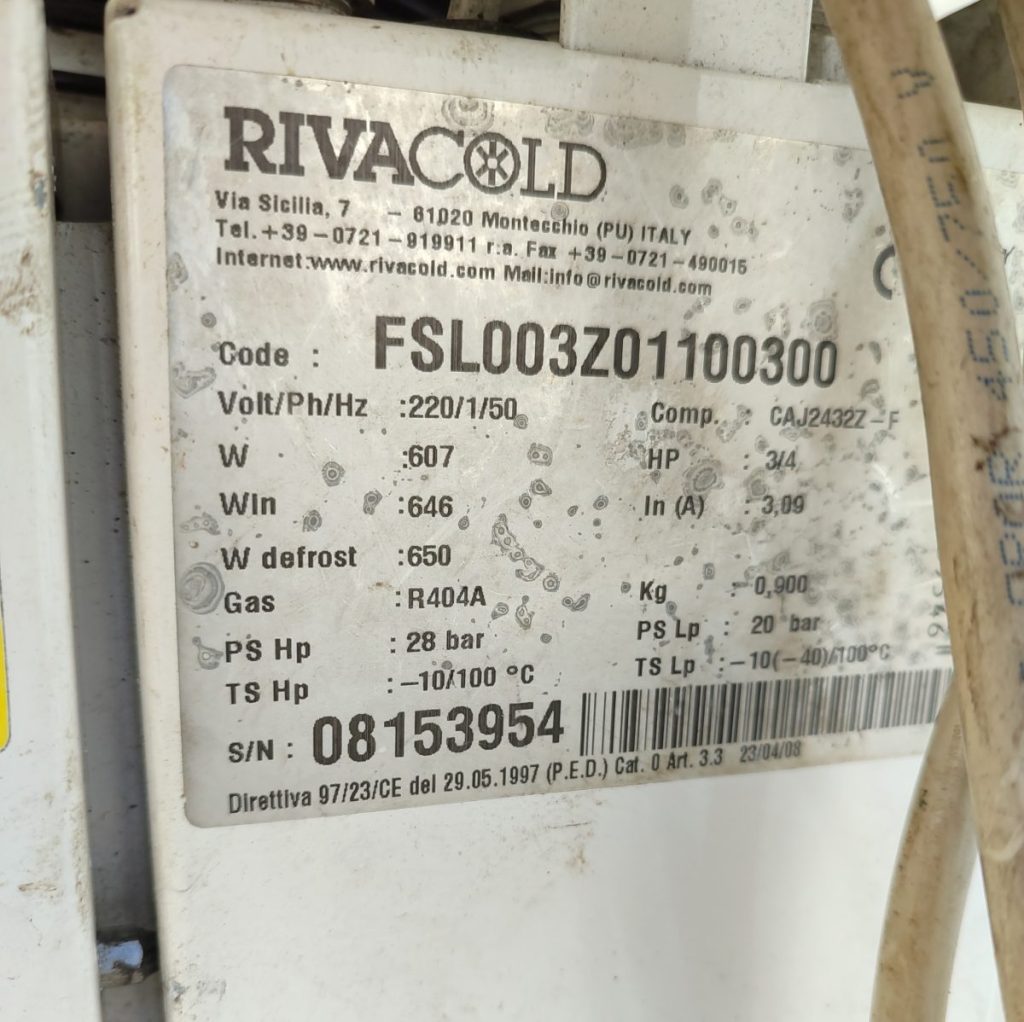 RIVACOLD
Via Sicilia, 7 - 61020 Montecchio (PU) ITALY
Tel.+39-0721-919911 r.a. Fax +39-0721-490015
Internet:www.rivacold.com Mail:info@rivacold.com
Code : FSL003Z01100300
Volt/Ph/Hz :220/1/50 Comp. : CAJ2432Z-F
W :607 HP : 3/4
Win :646 In (A) : 3,09
W defrost :650
Gas :R404A Kg : 0,900
PS Hp : 28 bar PS Lp : 20 bar
TS Hp :-10/100 °C TS Lp :-10(-40)/100°C
S/N : 08153954
Direttiva 97/23/CE del 29.05.1997 (P.E.D.) Cat. 0 Art. 3.3 23/04/08
450/75
V